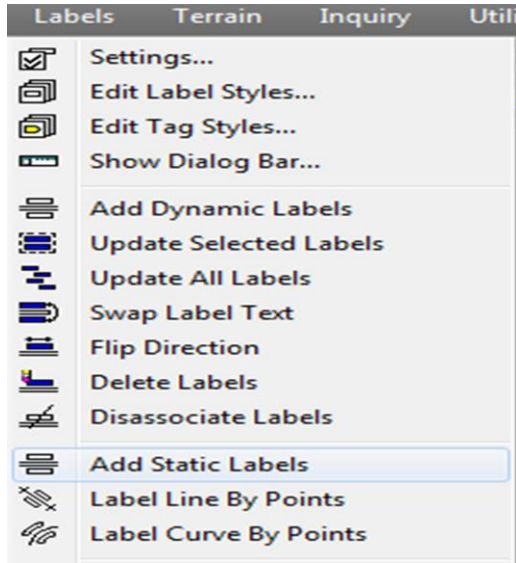 Labels Terrain Inquiry Utili
Settings...
Edit Label Styles...
Edit Tag Styles...
Show Dialog Bar...
Add Dynamic Labels
Update Selected Labels
Update All Labels
Swap Label Text
Flip Direction
Delete Labels
Disassociate Labels
Add Static Labels
Label Line By Points
Label Curve By Points